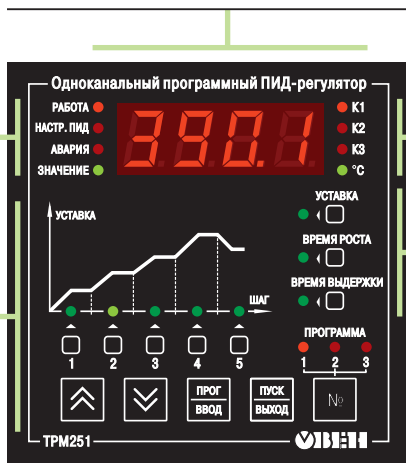 Одноканальный программный ПИД-регулятор
РАБОТА
НАСТР. ПИД
АВАРИЯ
ЗНАЧЕНИЕ
390.1
К1
К2
К3
°C
УСТАВКА
ШАГ
1 2 3 4 5
УСТАВКА
ВРЕМЯ РОСТА
ВРЕМЯ ВЫДЕРЖКИ
ПРОГРАММА
1 2 3
ПРОГ
ВВОД
ПУСК
ВЫХОД
№
ТРМ251
ОВЕН